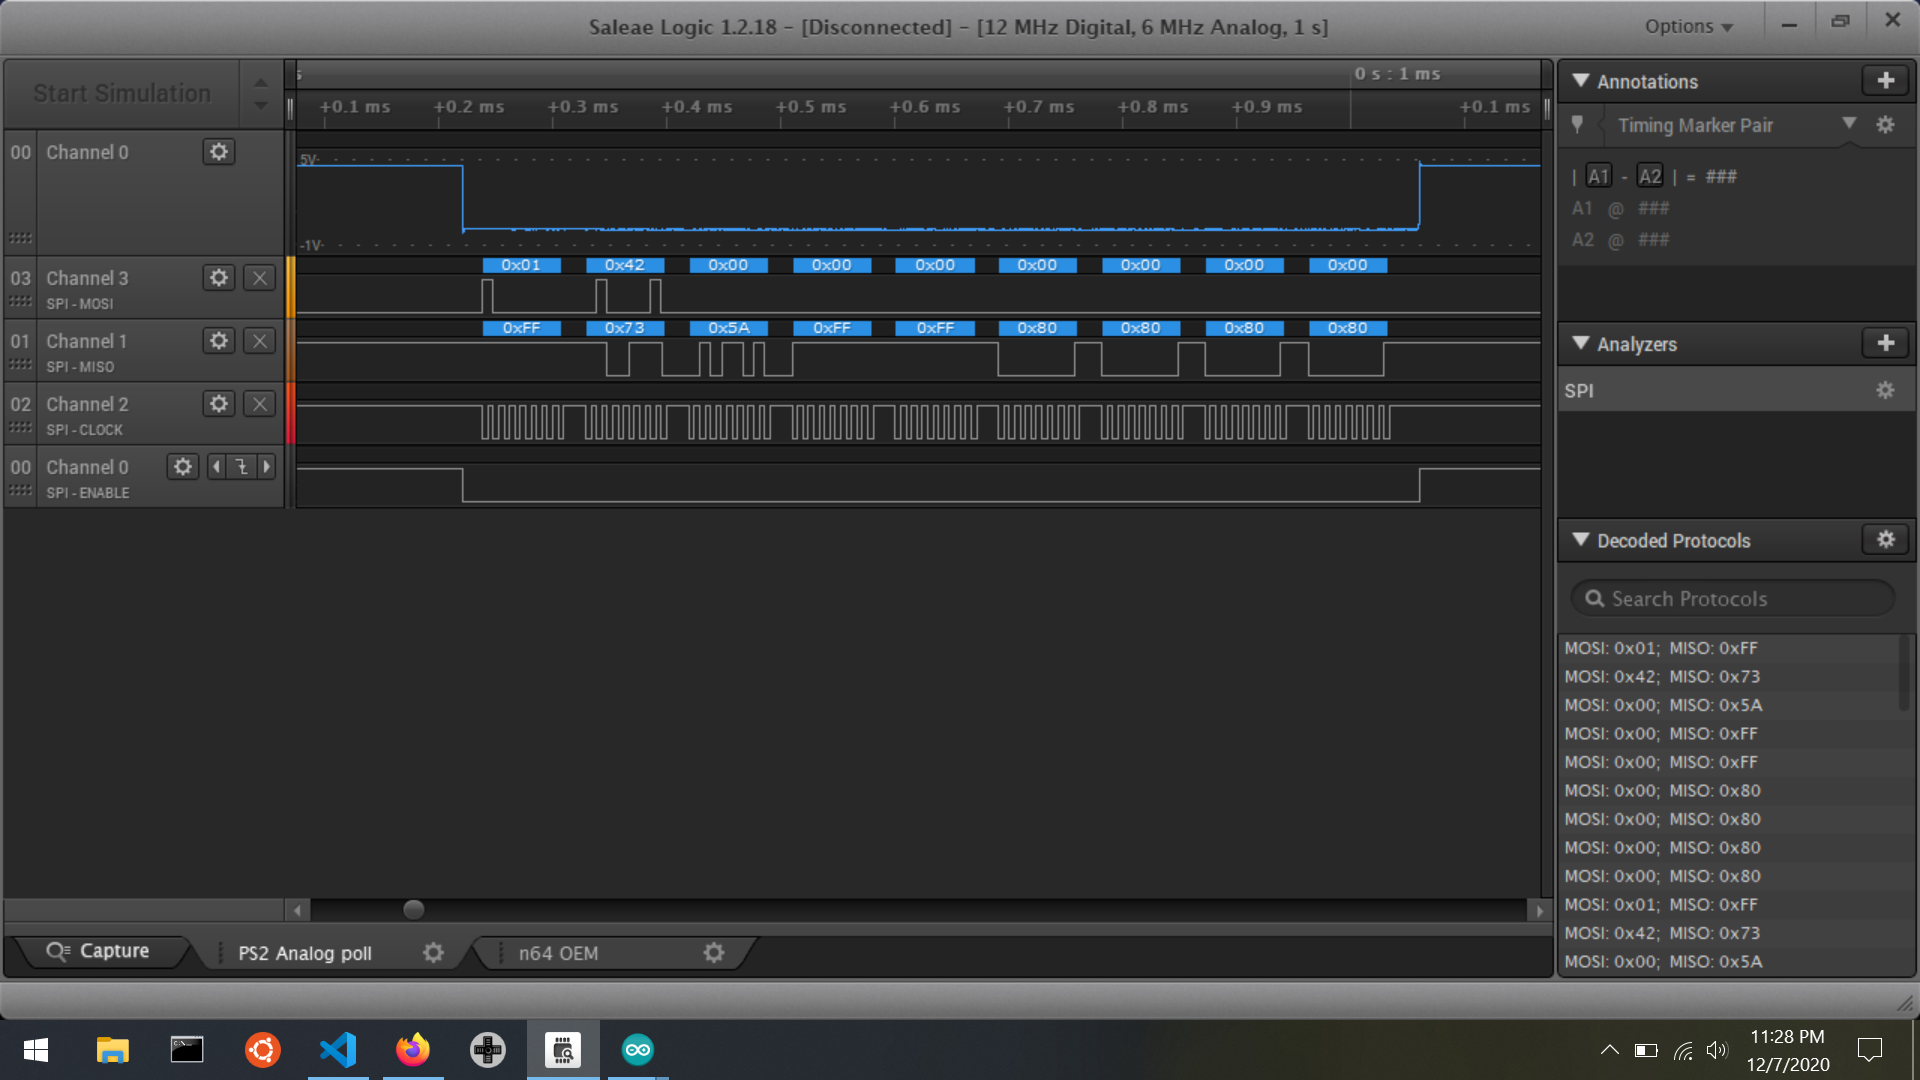 Saleae Logic 1.2.18 - [Disconnected] - [12 MHz Digital, 6 MHz Analog, 1 s]
Options
Start Simulation
s
0 s : 1 ms
+0.1 ms +0.2 ms +0.3 ms +0.4 ms +0.5 ms +0.6 ms +0.7 ms +0.8 ms +0.9 ms +0.1 ms
00 Channel 0
5V
-1V
03 Channel 3
SPI - MOSI
0x01 0x42 0x00 0x00 0x00 0x00 0x00 0x00 0x00
01 Channel 1
SPI - MISO
0xFF 0x73 0x5A 0xFF 0xFF 0x80 0x80 0x80 0x80
02 Channel 2
SPI - CLOCK
00 Channel 0
SPI - ENABLE
Annotations
Timing Marker Pair
| A1 - A2 | = ###
A1 @ ###
A2 @ ###
Analyzers
SPI
Decoded Protocols
Search Protocols
MOSI: 0x01; MISO: 0xFF
MOSI: 0x42; MISO: 0x73
MOSI: 0x00; MISO: 0x5A
MOSI: 0x00; MISO: 0xFF
MOSI: 0x00; MISO: 0xFF
MOSI: 0x00; MISO: 0x80
MOSI: 0x00; MISO: 0x80
MOSI: 0x00; MISO: 0x80
MOSI: 0x00; MISO: 0x80
MOSI: 0x01; MISO: 0xFF
MOSI: 0x42; MISO: 0x73
MOSI: 0x00; MISO: 0x5A
Capture
PS2 Analog poll
n64 OEM
11:28 PM
12/7/2020